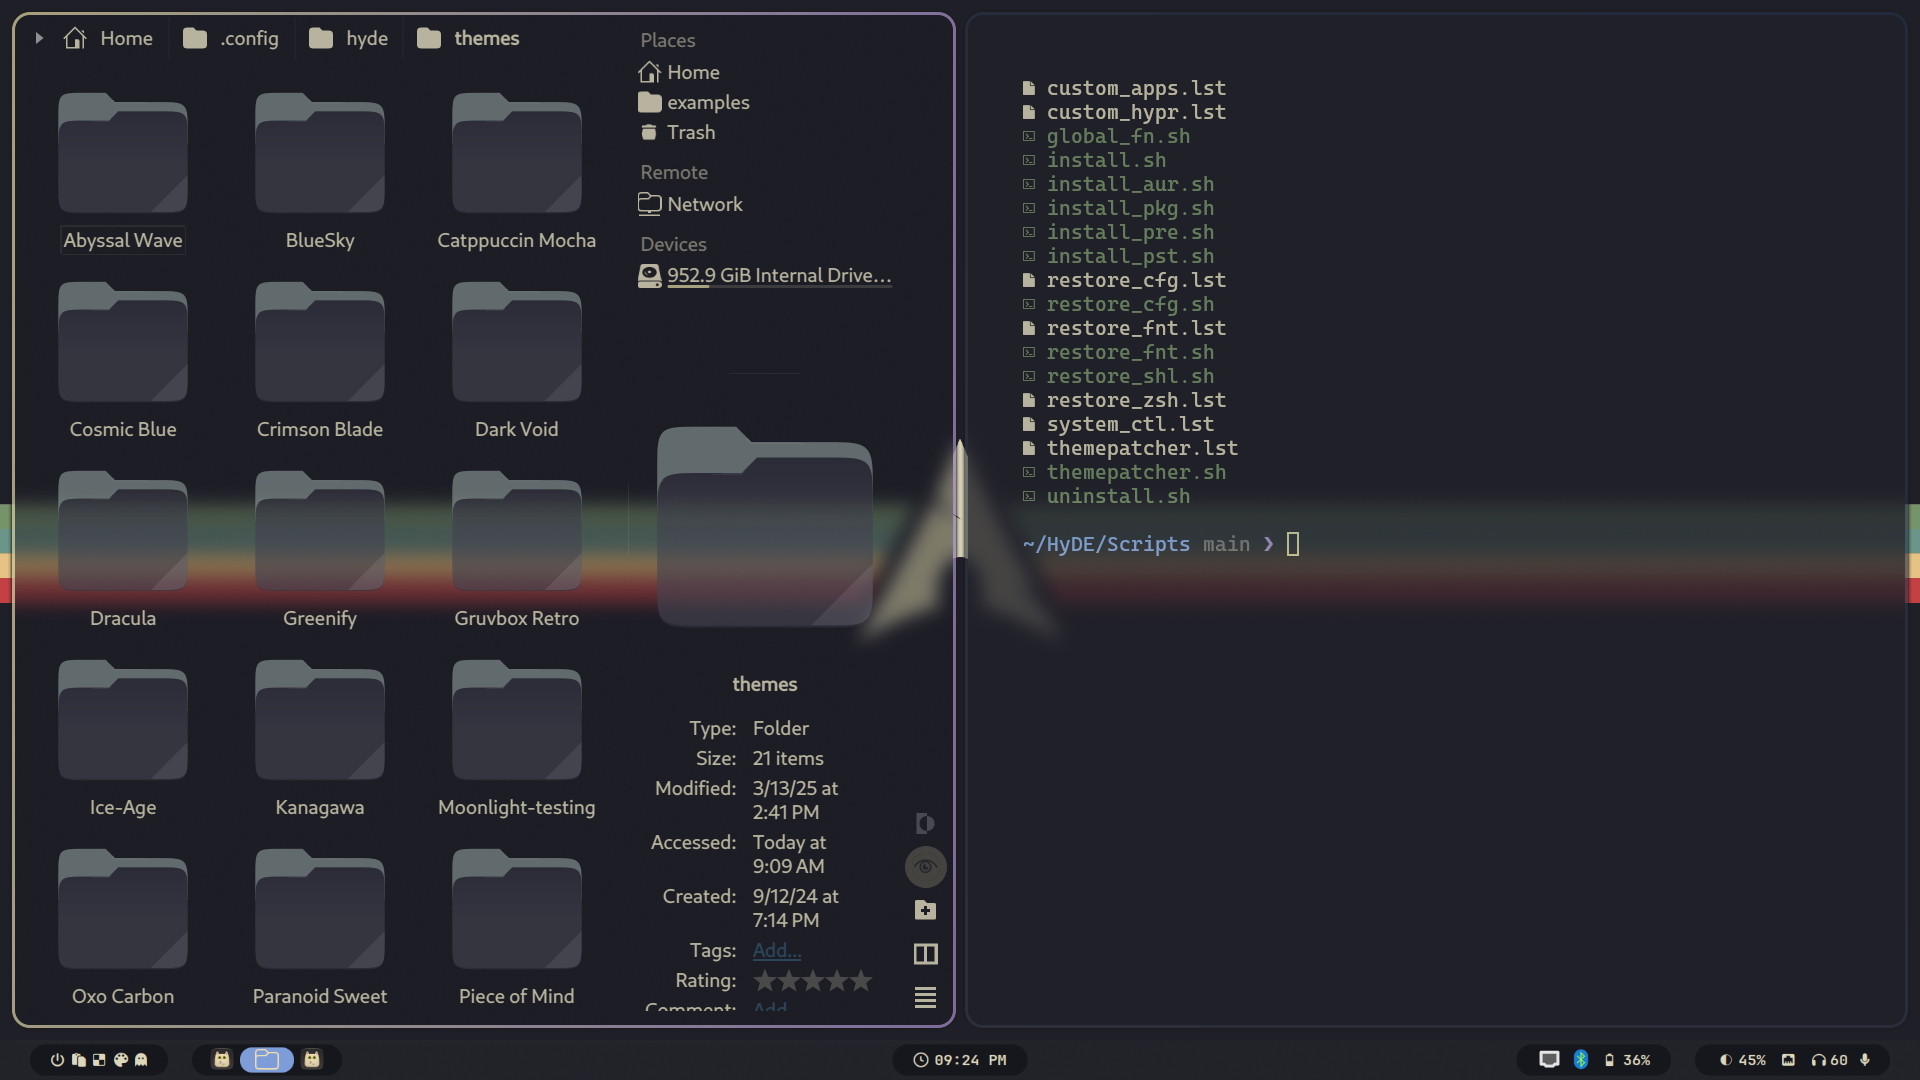 Home .config hyde themes
Abyssal Wave BlueSky Catppuccin Mocha
Cosmic Blue Crimson Blade Dark Void
Dracula Greenify Gruvbox Retro
Ice-Age Kanagawa Moonlight-testing
Oxo Carbon Paranoid Sweet Piece of Mind
Places
Home
examples
Trash
Remote
Network
Devices
952.9 GiB Internal Drive...
themes
Type: Folder
Size: 21 items
Modified: 3/13/25 at
2:41 PM
Accessed: Today at
9:09 AM
Created: 9/12/24 at
7:14 PM
Tags: Add...
Rating:
Comment: Add
custom_apps.lst
custom_hypr.lst
global_fn.sh
install.sh
install_aur.sh
install_pkg.sh
install_pre.sh
install_pst.sh
restore_cfg.lst
restore_cfg.sh
restore_fnt.lst
restore_fnt.sh
restore_shl.sh
restore_zsh.lst
system_ctl.lst
themepatcher.lst
themepatcher.sh
uninstall.sh
~/HyDE/Scripts main ❯
09:24 PM
36%
45%
60